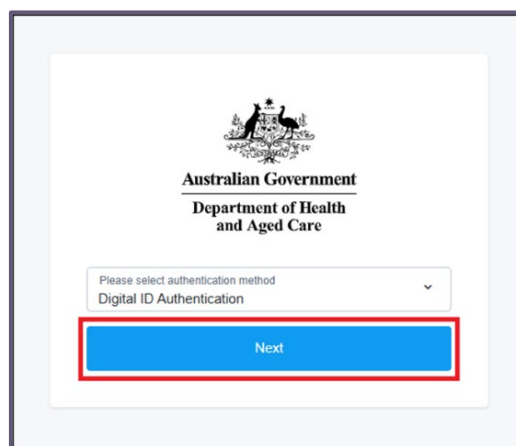 Australian Government
Department of Health
and Aged Care
Please select authentication method
Digital ID Authentication
Next